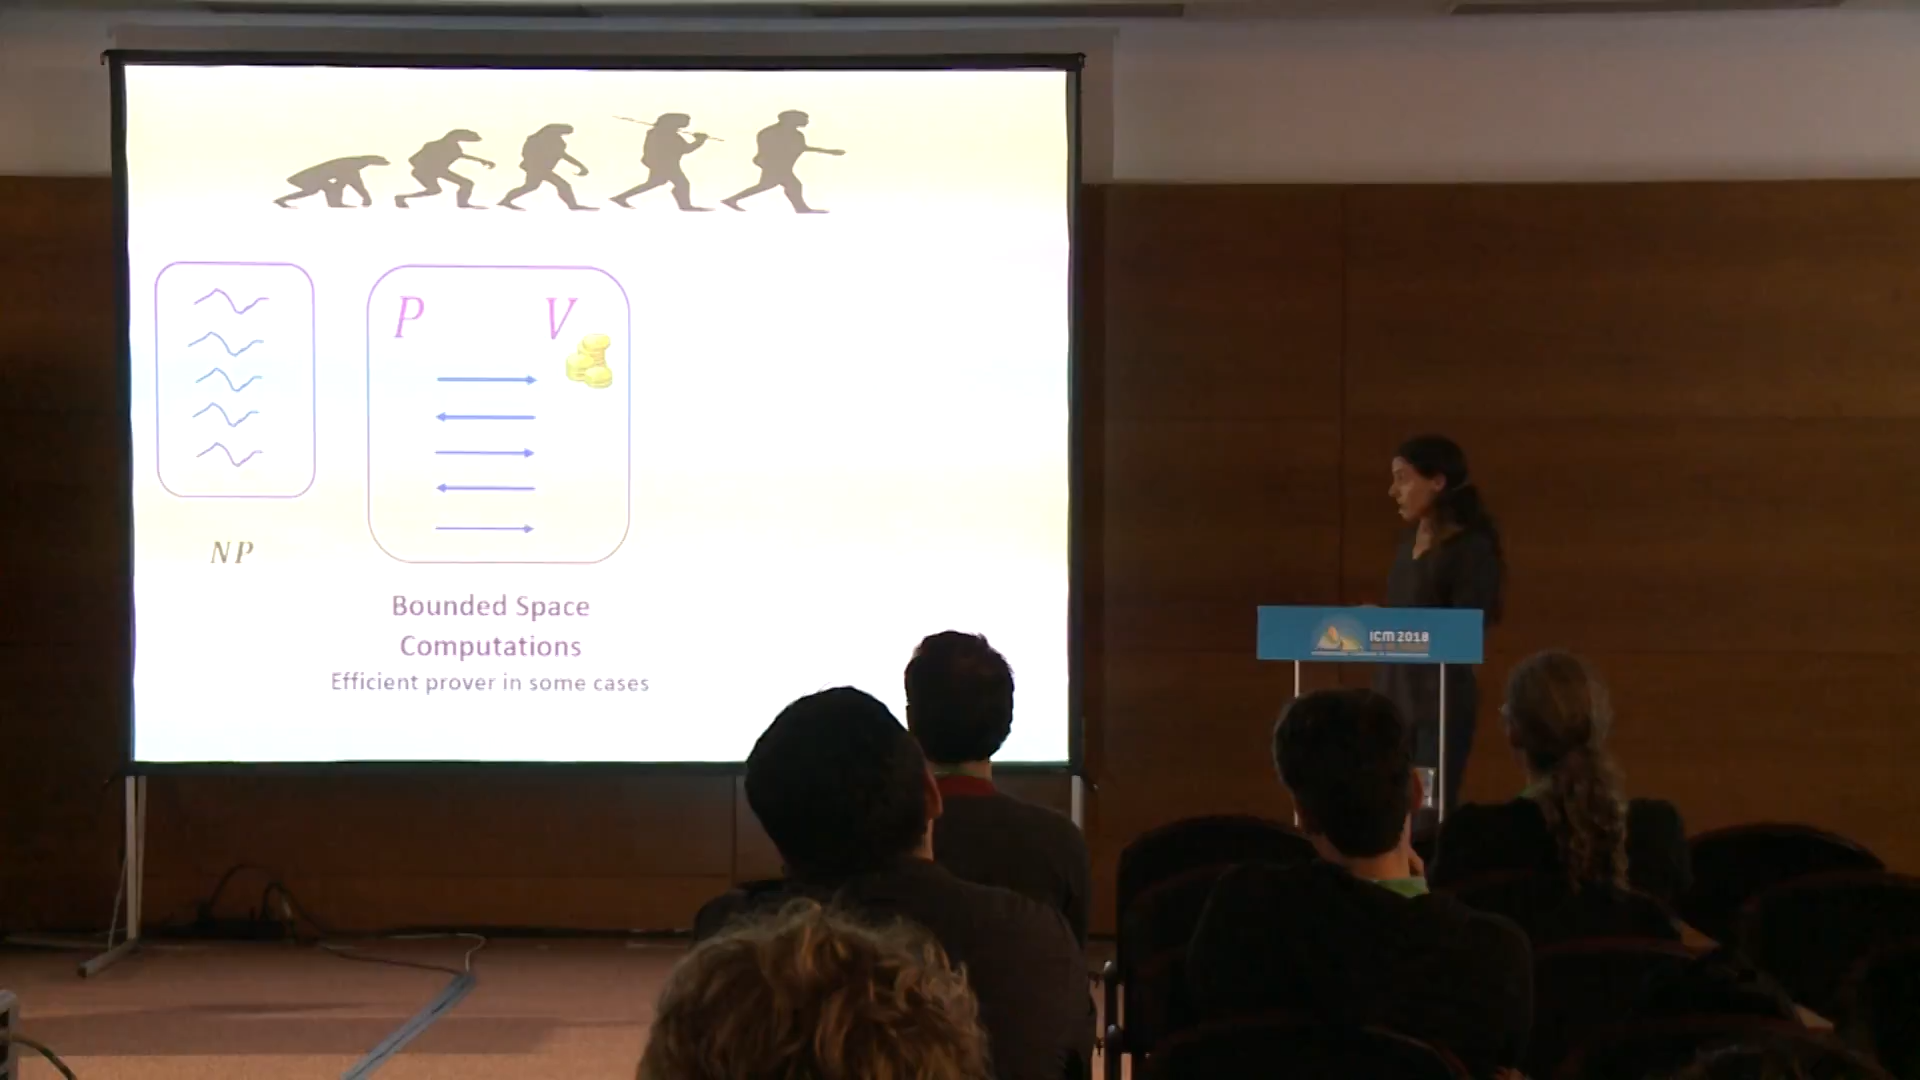 P V
NP
Bounded Space
Computations
Efficient prover in some cases
ICM 2018